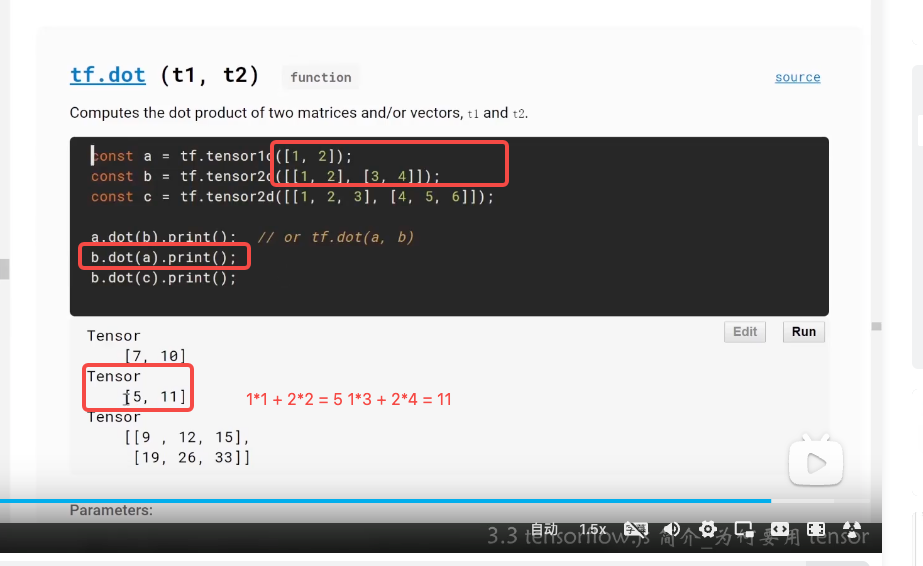 tf.dot (t1, t2) function source
Computes the dot product of two matrices and/or vectors, t1 and t2.
const a = tf.tensor1d([1, 2]);
const b = tf.tensor2d([[1, 2], [3, 4]]);
const c = tf.tensor2d([[1, 2, 3], [4, 5, 6]]);
a.dot(b).print();  // or tf.dot(a, b)
b.dot(a).print();
b.dot(c).print();
Edit Run
Tensor
[7, 10]
Tensor
[5, 11] 1*1 + 2*2 = 5 1*3 + 2*4 = 11
Tensor
[[9 , 12, 15],
[19, 26, 33]]
Parameters:
自动 1.5x 字幕
3.3 tensorflow.js 简介_为何要用 tensor